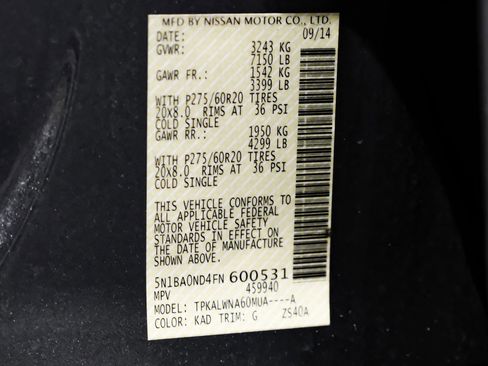 MFD BY NISSAN MOTOR CO., LTD.
DATE: 09/14
GVWR: 3243 KG
7150 LB
GAWR FR.: 1542 KG
3399 LB
WITH P275/60R20 TIRES
20X8.0 RIMS AT 36 PSI
COLD SINGLE
GAWR RR.: 1950 KG
4299 LB
WITH P275/60R20 TIRES
20X8.0 RIMS AT 36 PSI
COLD SINGLE
THIS VEHICLE CONFORMS TO
ALL APPLICABLE FEDERAL
MOTOR VEHICLE SAFETY
STANDARDS IN EFFECT ON
THE DATE OF MANUFACTURE
SHOWN ABOVE.
5N1BA0ND4FN 600531
MPV 459940
MODEL: TPKALWNA60MUA----A
COLOR: KAD TRIM: G ZS40A